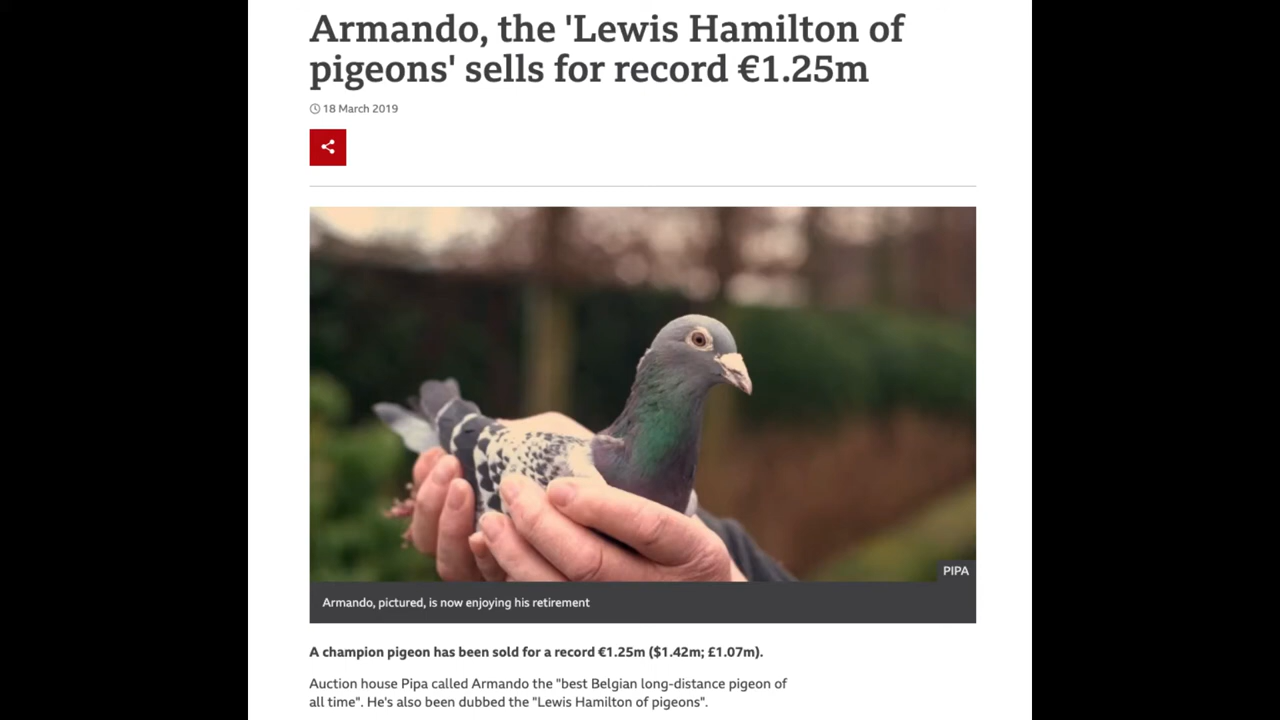 Armando, the 'Lewis Hamilton of
pigeons' sells for record €1.25m
18 March 2019
PIPA
Armando, pictured, is now enjoying his retirement
A champion pigeon has been sold for a record €1.25m ($1.42m; £1.07m).
Auction house Pipa called Armando the "best Belgian long-distance pigeon of
all time". He's also been dubbed the "Lewis Hamilton of pigeons".